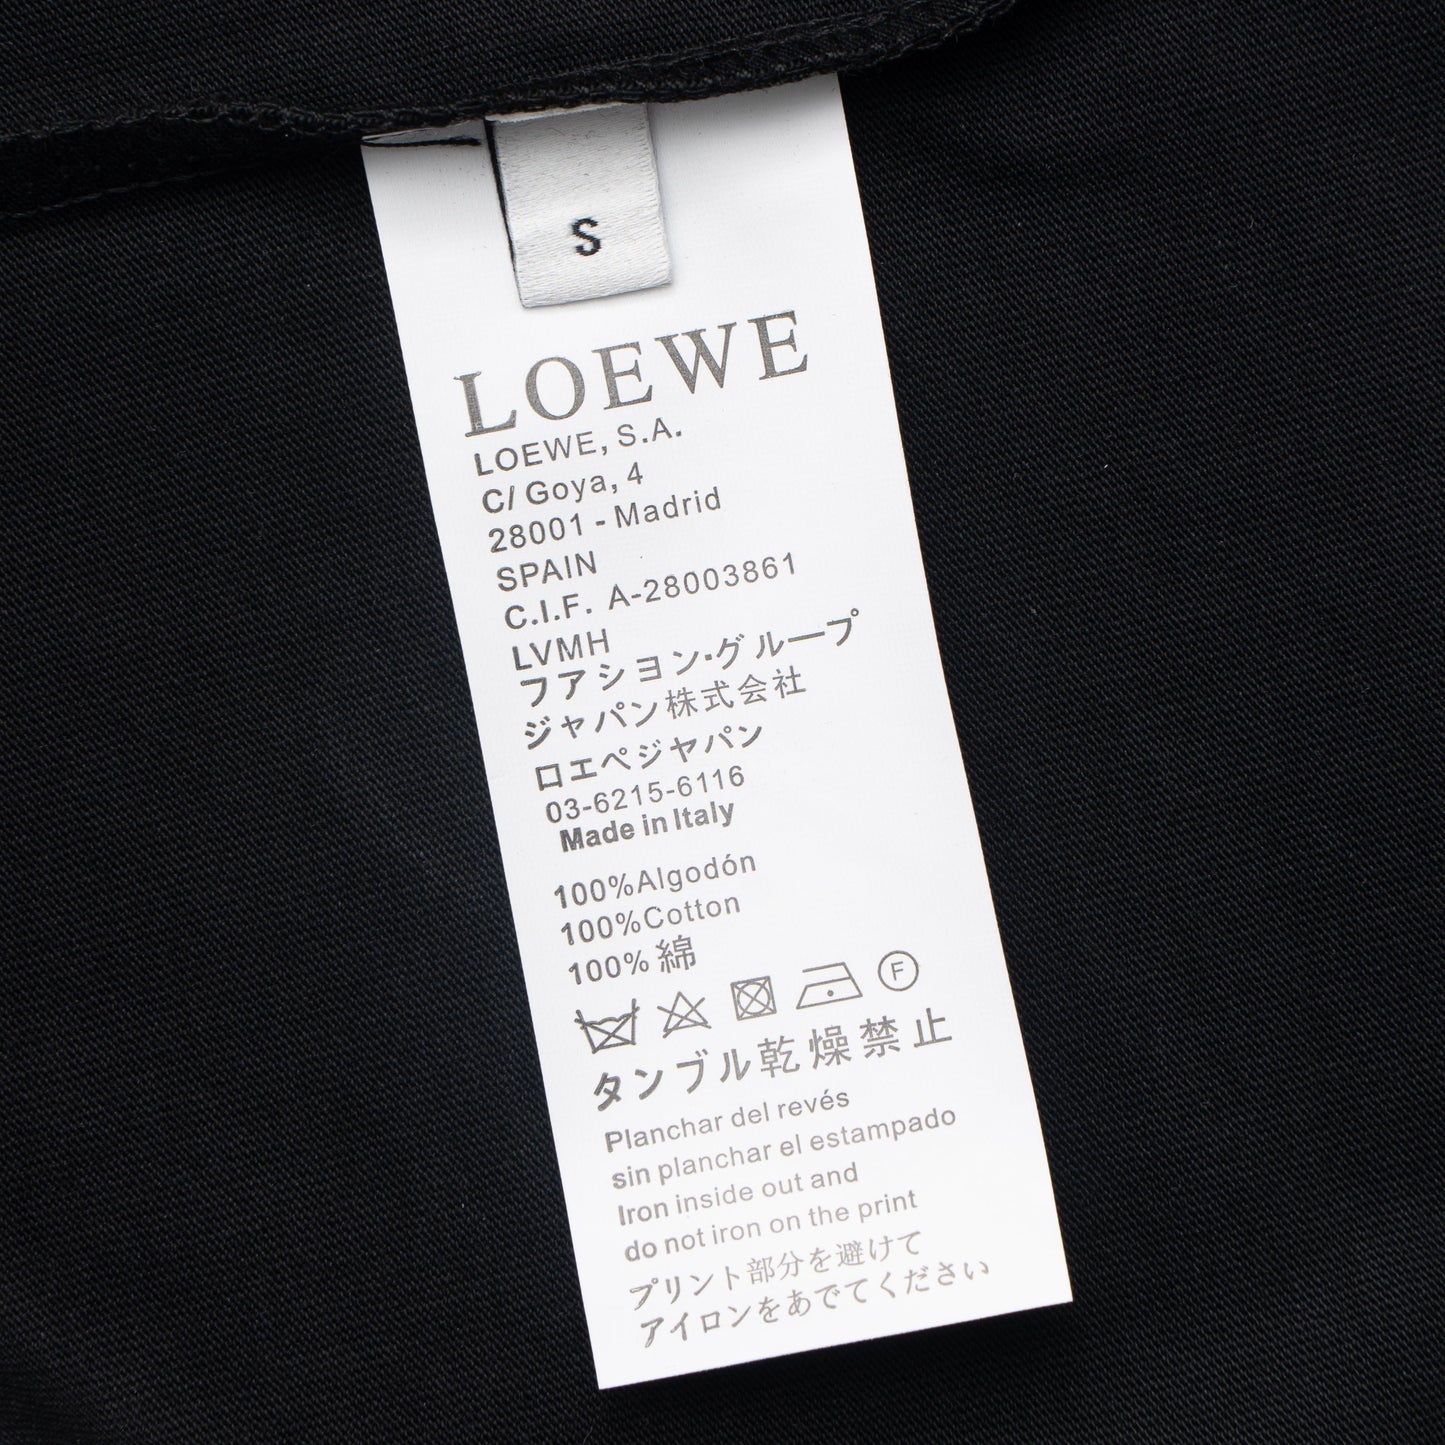 S
LOEWE
LOEWE, S.A.
C/ Goya, 4
28001 - Madrid
SPAIN
C.I.F. A-28003861
LVMH
フアシヨン・グループ
ジャパン株式会社
ロエペジヤパン
03-6215-6116
Made in Italy
100%Algodón
100%Cotton
100% 綿
F
タンブル乾燥禁止
Planchar del revés
sin planchar el estampado
Iron inside out and
do not iron on the print
プリント部分を避けて
アイロンをあでてください